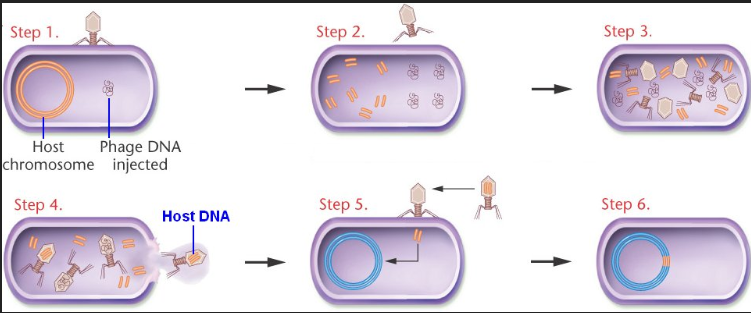 Step 1.
Step 2.
Step 3.
Host
chromosome
Phage DNA
injected
Step 4.
Host DNA
Step 5.
Step 6.